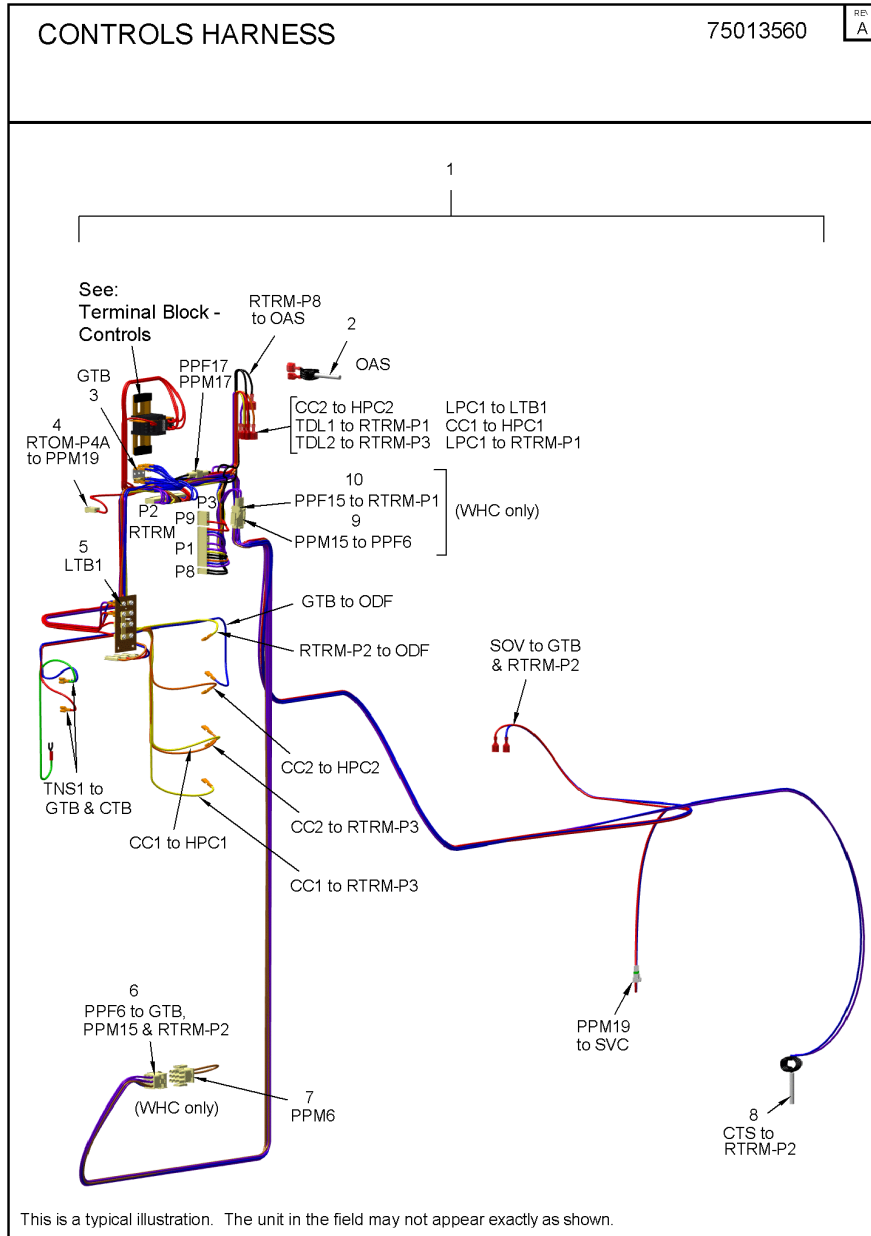 CONTROLS HARNESS
75013560
A
1
See:
Terminal Block -
Controls
RTRM-P8
to OAS
2
OAS
GTB
3
PPF17
PPM17
4
RTOM-P4A
to PPM19
CC2 to HPC2 LPC1 to LTB1
TDL1 to RTRM-P1 CC1 to HPC1
TDL2 to RTRM-P3 LPC1 to RTRM-P1
10
PPF15 to RTRM-P1
9
PPM15 to PPF6
(WHC only)
P2
P3
RTRM
P9
P1
P8
5
LTB1
GTB to ODF
RTRM-P2 to ODF
SOV to GTB
& RTRM-P2
TNS1 to
GTB & CTB
CC2 to HPC2
CC1 to HPC1
CC2 to RTRM-P3
CC1 to RTRM-P3
6
PPF6 to GTB,
PPM15 & RTRM-P2
(WHC only)
7
PPM6
PPM19
to SVC
8
CTS to
RTRM-P2
This is a typical illustration. The unit in the field may not appear exactly as shown.